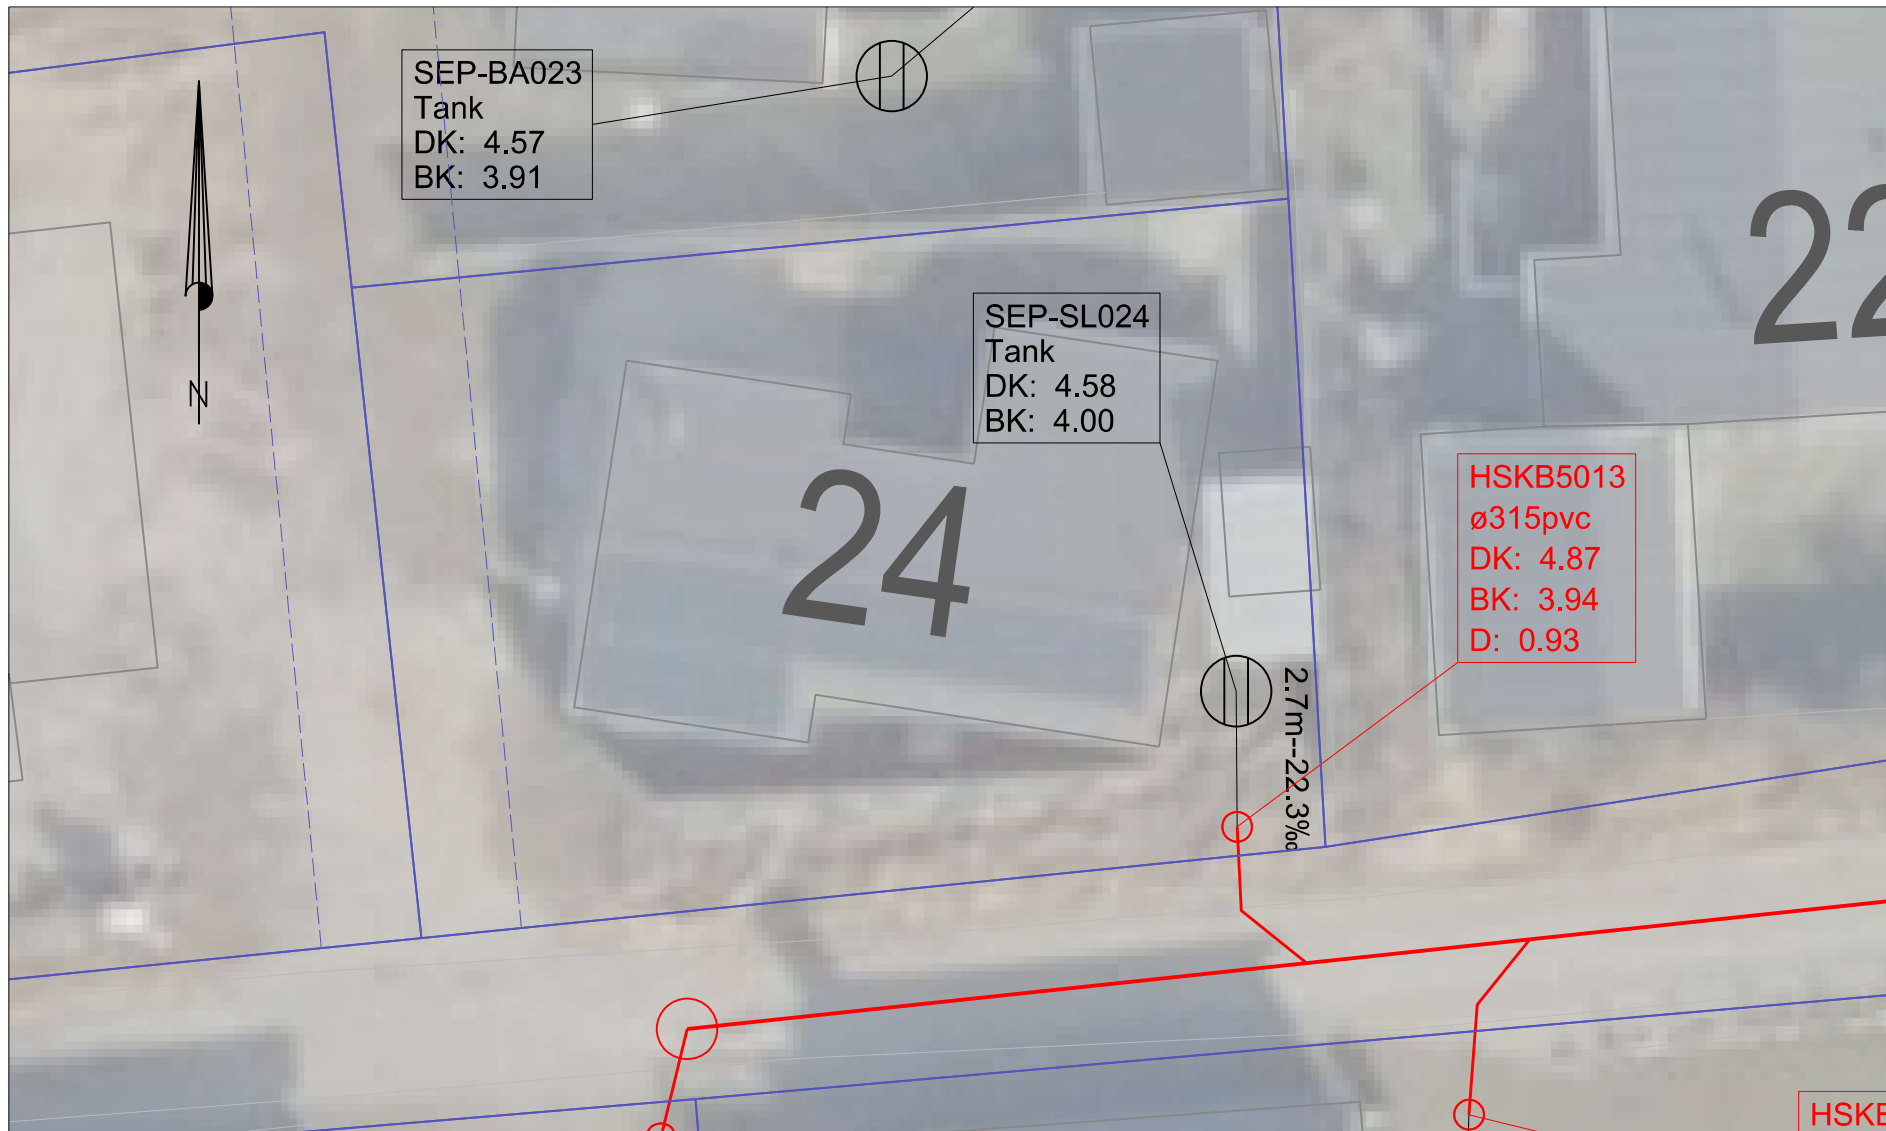 SEP-BA023
Tank
DK: 4.57
BK: 3.91
N
SEP-SL024
Tank
DK: 4.58
BK: 4.00
22
24
HSKB5013
ø315pvc
DK: 4.87
BK: 3.94
D: 0.93
2.7m--22.3‰